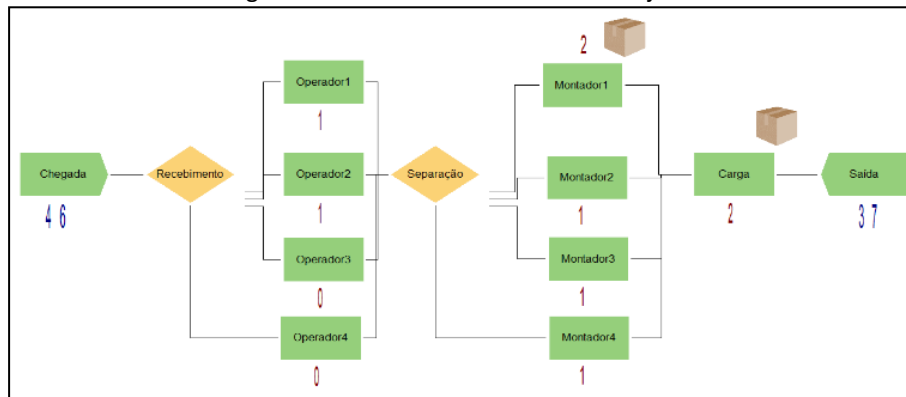 Operador1
1
2
Montador1
Chegada
4 6
Recebimento
Operador2
1
Separação
Montador2
1
Carga
2
Saída
3 7
Operador3
0
Montador3
1
Operador4
0
Montador4
1